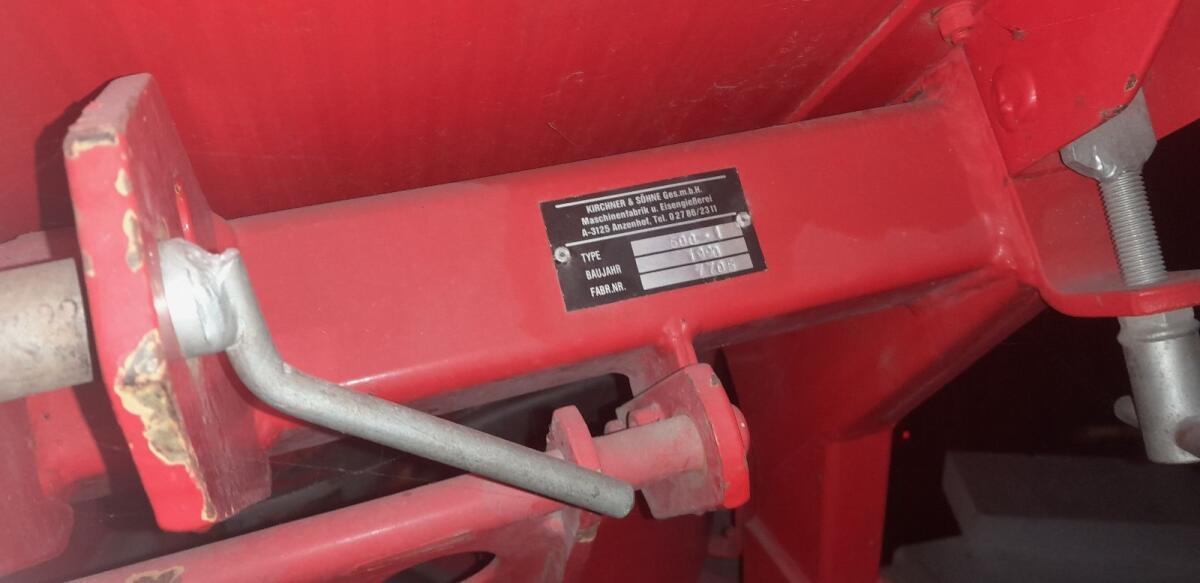 KIRCHNER & SÖHNE Ges.m.b.H.
Maschinenfabrik u. Eisengießerei
A-3125 Anzenhof, Tel. 02786/2311
TYPE
BAUJAHR
FABR.NR.